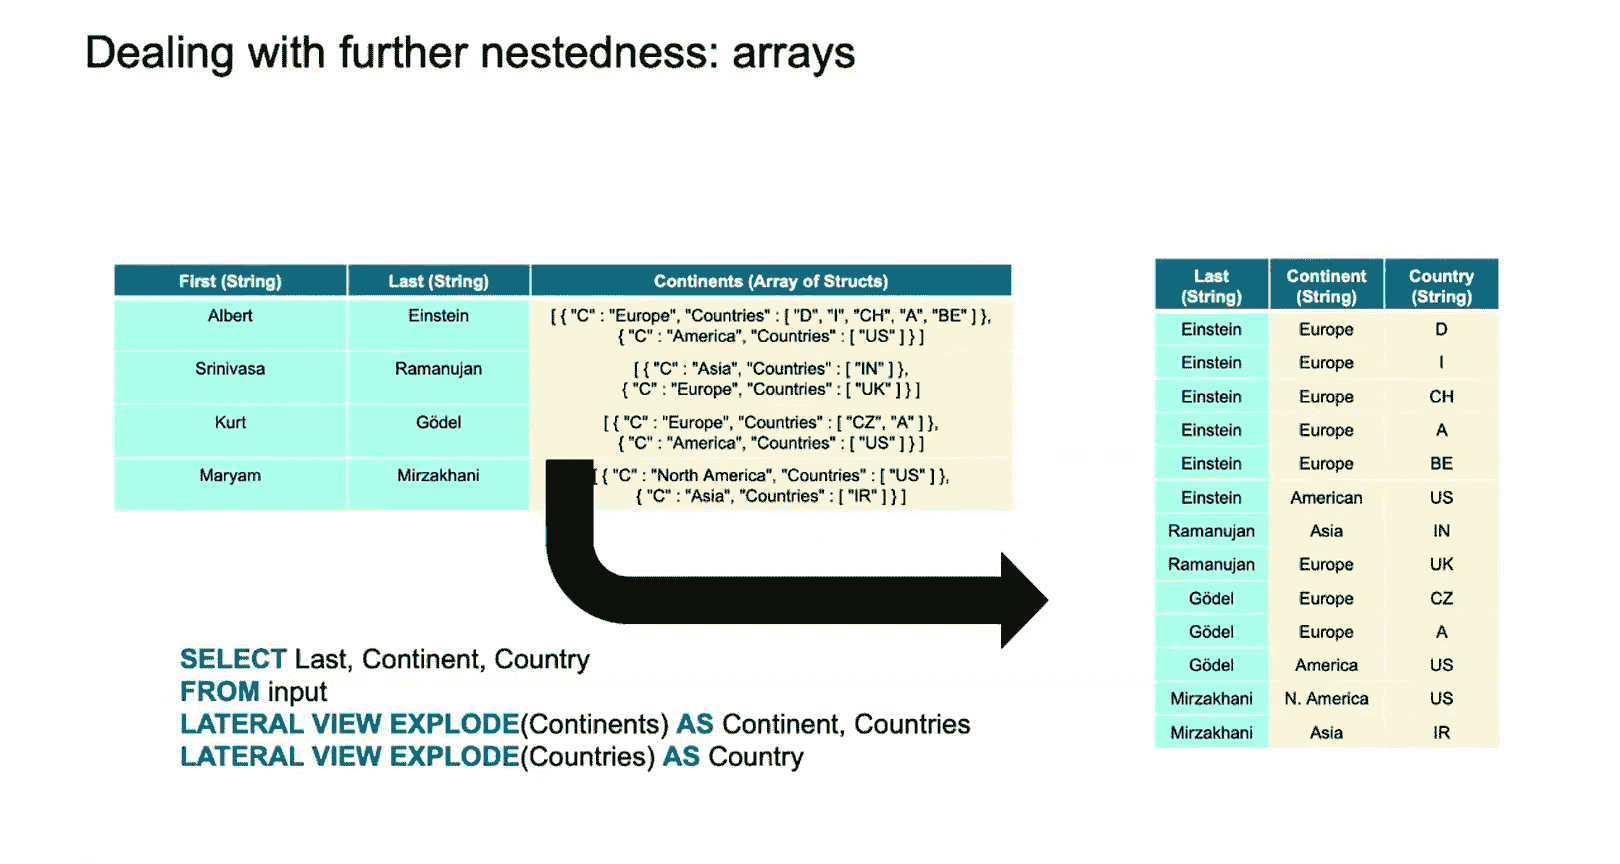 Dealing with further nestedness: arrays
First (String) Last (String) Continents (Array of Structs)
Albert Einstein [ { "C" : "Europe", "Countries" : [ "D", "I", "CH", "A", "BE" ] },
{ "C" : "America", "Countries" : [ "US" ] } ]
Srinivasa Ramanujan [ { "C" : "Asia", "Countries" : [ "IN" ] },
{ "C" : "Europe", "Countries" : [ "UK" ] } ]
Kurt Gödel [ { "C" : "Europe", "Countries" : [ "CZ", "A" ] },
{ "C" : "America", "Countries" : [ "US" ] } ]
Maryam Mirzakhani [ { "C" : "North America", "Countries" : [ "US" ] },
{ "C" : "Asia", "Countries" : [ "IR" ] } ]
SELECT Last, Continent, Country
FROM input
LATERAL VIEW EXPLODE(Continents) AS Continent, Countries
LATERAL VIEW EXPLODE(Countries) AS Country
Last Continent Country
(String) (String) (String)
Einstein Europe D
Einstein Europe I
Einstein Europe CH
Einstein Europe A
Einstein Europe BE
Einstein American US
Ramanujan Asia IN
Ramanujan Europe UK
Gödel Europe CZ
Gödel Europe A
Gödel America US
Mirzakhani N. America US
Mirzakhani Asia IR